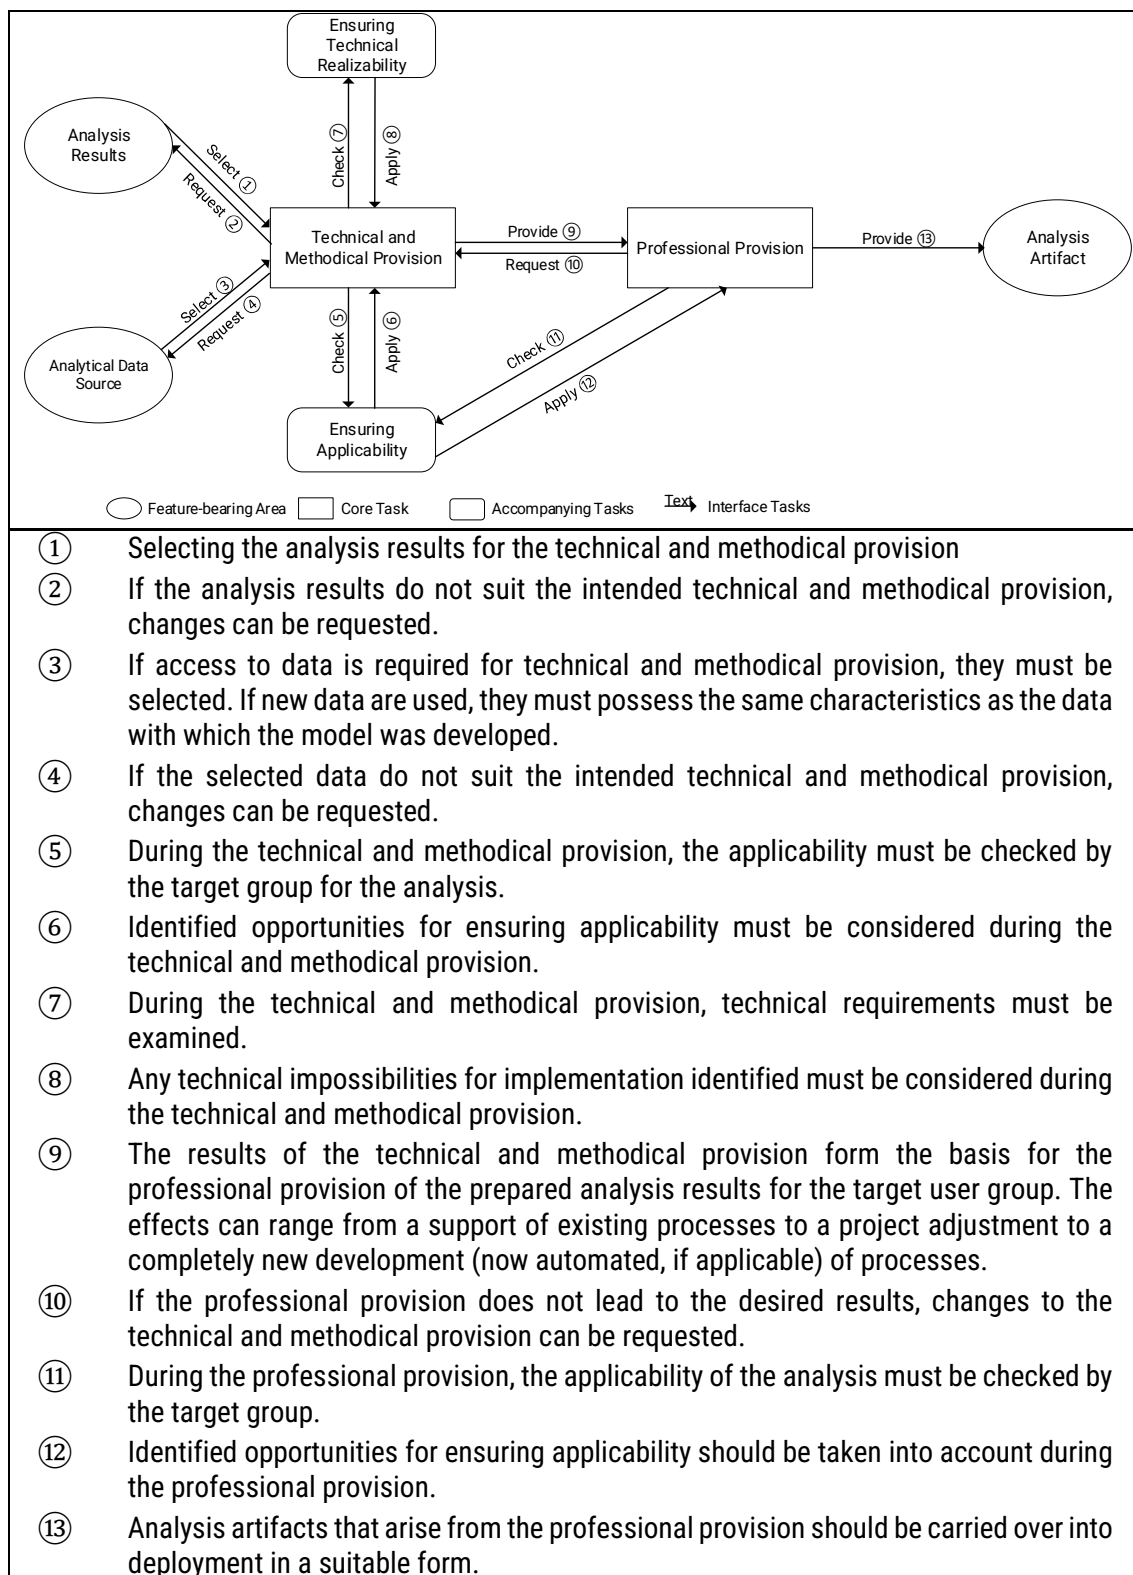 Ensuring
Technical
Realizability
Analysis
Results
Select ①
Request ②
Check ⑦
Apply ⑧
Technical and
Methodical Provision
Provide ⑨
Request ⑩
Professional Provision
Provide ⑬
Analysis
Artifact
Select ③
Request ④
Analytical Data
Source
Check ⑤
Apply ⑥
Check ⑪
Apply ⑫
Ensuring
Applicability
Feature-bearing Area
Core Task
Accompanying Tasks
Text
Interface Tasks
① Selecting the analysis results for the technical and methodical provision
② If the analysis results do not suit the intended technical and methodical provision,
changes can be requested.
③ If access to data is required for technical and methodical provision, they must be
selected. If new data are used, they must possess the same characteristics as the data
with which the model was developed.
④ If the selected data do not suit the intended technical and methodical provision,
changes can be requested.
⑤ During the technical and methodical provision, the applicability must be checked by
the target group for the analysis.
⑥ Identified opportunities for ensuring applicability must be considered during the
technical and methodical provision.
⑦ During the technical and methodical provision, technical requirements must be
examined.
⑧ Any technical impossibilities for implementation identified must be considered during
the technical and methodical provision.
⑨ The results of the technical and methodical provision form the basis for the
professional provision of the prepared analysis results for the target user group. The
effects can range from a support of existing processes to a project adjustment to a
completely new development (now automated, if applicable) of processes.
⑩ If the professional provision does not lead to the desired results, changes to the
technical and methodical provision can be requested.
⑪ During the professional provision, the applicability of the analysis must be checked by
the target group.
⑫ Identified opportunities for ensuring applicability should be taken into account during
the professional provision.
⑬ Analysis artifacts that arise from the professional provision should be carried over into
deployment in a suitable form.